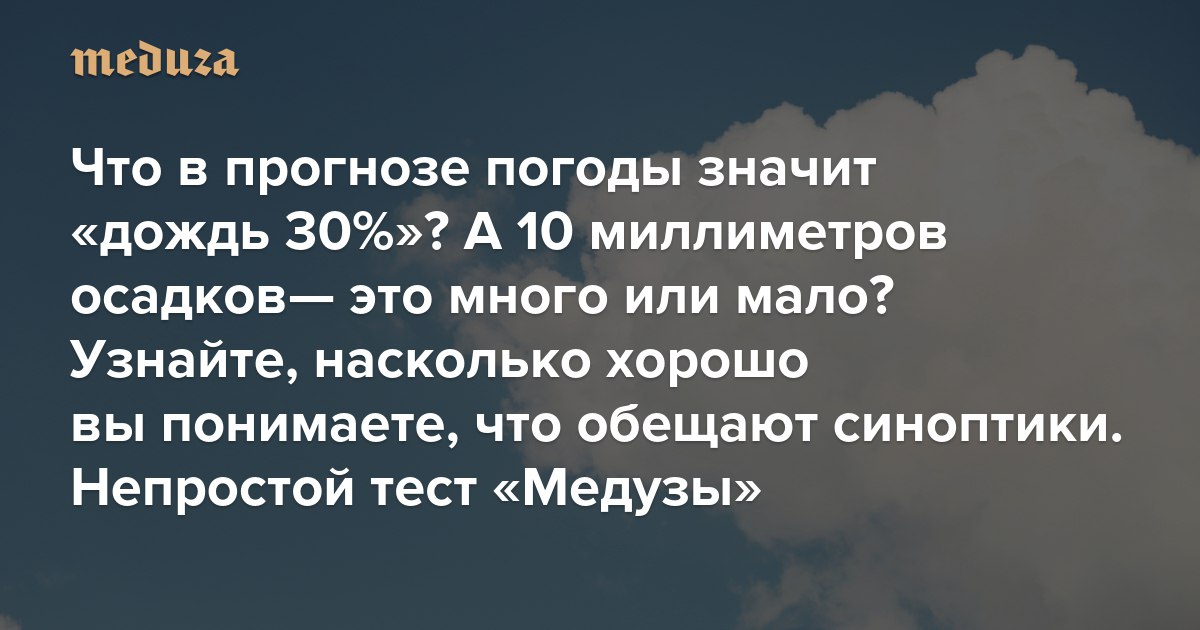 meduza
Что в прогнозе погоды значит
«дождь 30%»? А 10 миллиметров
осадков— это много или мало?
Узнайте, насколько хорошо
вы понимаете, что обещают синоптики.
Непростой тест «Медузы»